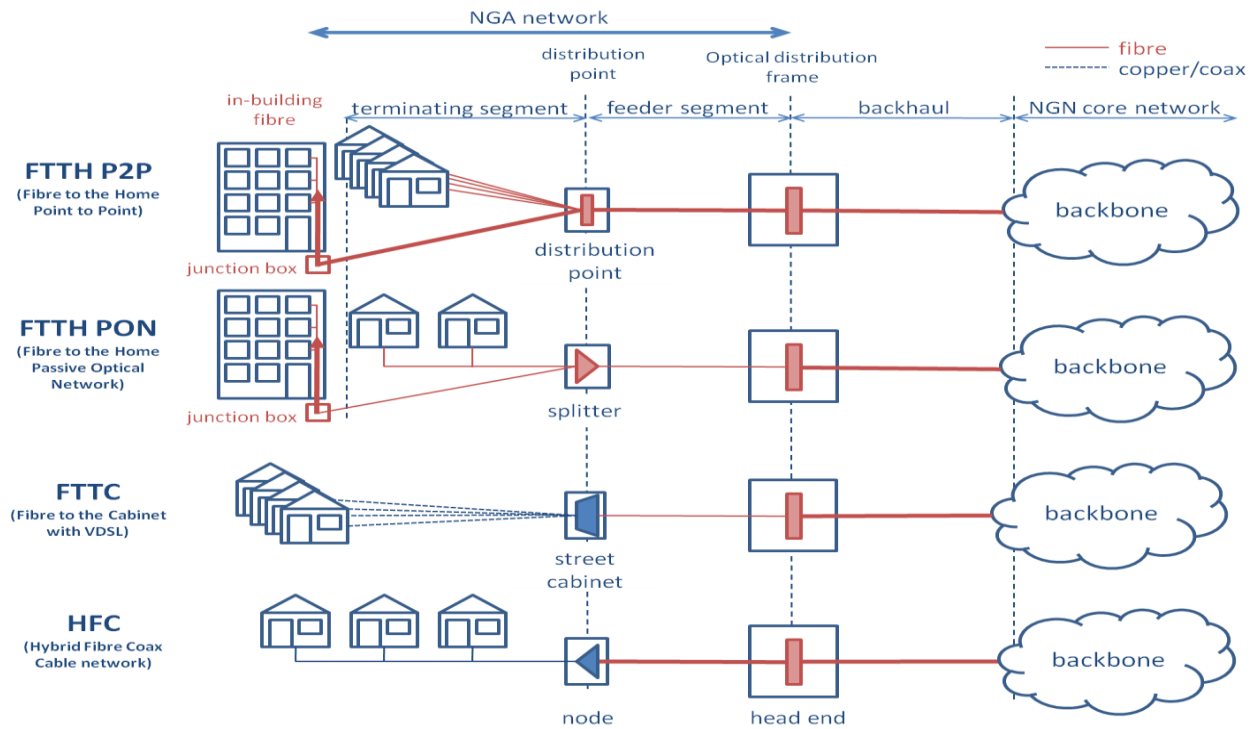 NGA network
distribution
point
Optical distribution
frame
fibre
copper/coax
in-building
fibre
terminating segment
feeder segment
backhaul
NGN core network
FTTH P2P
(Fibre to the Home
Point to Point)
junction box
distribution
point
backbone
FTTH PON
(Fibre to the Home
Passive Optical
Network)
junction box
splitter
backbone
FTTC
(Fibre to the Cabinet
with VDSL)
street
cabinet
backbone
HFC
(Hybrid Fibre Coax
Cable network)
node
head end
backbone